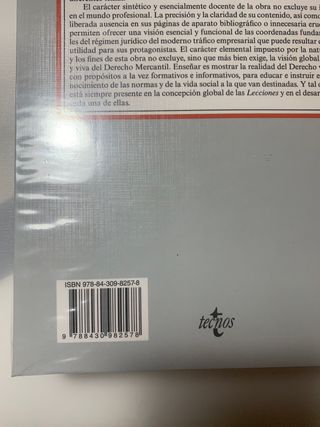 El carácter sintético y esencialmente docente de la obra no excluye su
en el mundo profesional. La precisión y la claridad de su contenido, así como
liberada ausencia en sus páginas de aparato bibliográfico o innecesaria
permiten ofrecer una visión esencial y funcional de las coordenadas
les del régimen jurídico del moderno tráfico empresarial que puede resultar
utilidad para sus protagonistas. El carácter elemental impuesto por la
y los fines de esta obra no excluye, sino que más bien exige, la visión global
y viva del Derecho Mercantil. Enseñar es mostrar la realidad del Derecho
con propósitos a la vez formativos e informativos, para educar e instruir
nocimiento de las normas y de la vida social a la que van destinadas. Y tal
está siempre presente en la concepción global de las Lecciones y en el
cada una de ellas.
ISBN 978-84-309-8257-8
9 788430 982578
tecnos